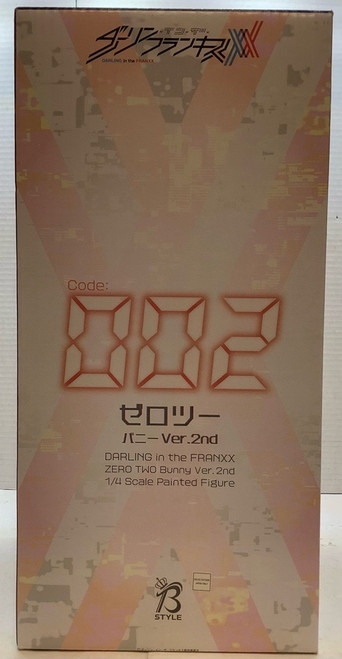 ダーリン・イン・ザ・フランキスXX
DARLING in the FRANXX
Code:
002
ゼロツー
バニーVer.2nd
DARLING in the FRANXX
ZERO TWO Bunny Ver.2nd
1/4 Scale Painted Figure
B
STYLE